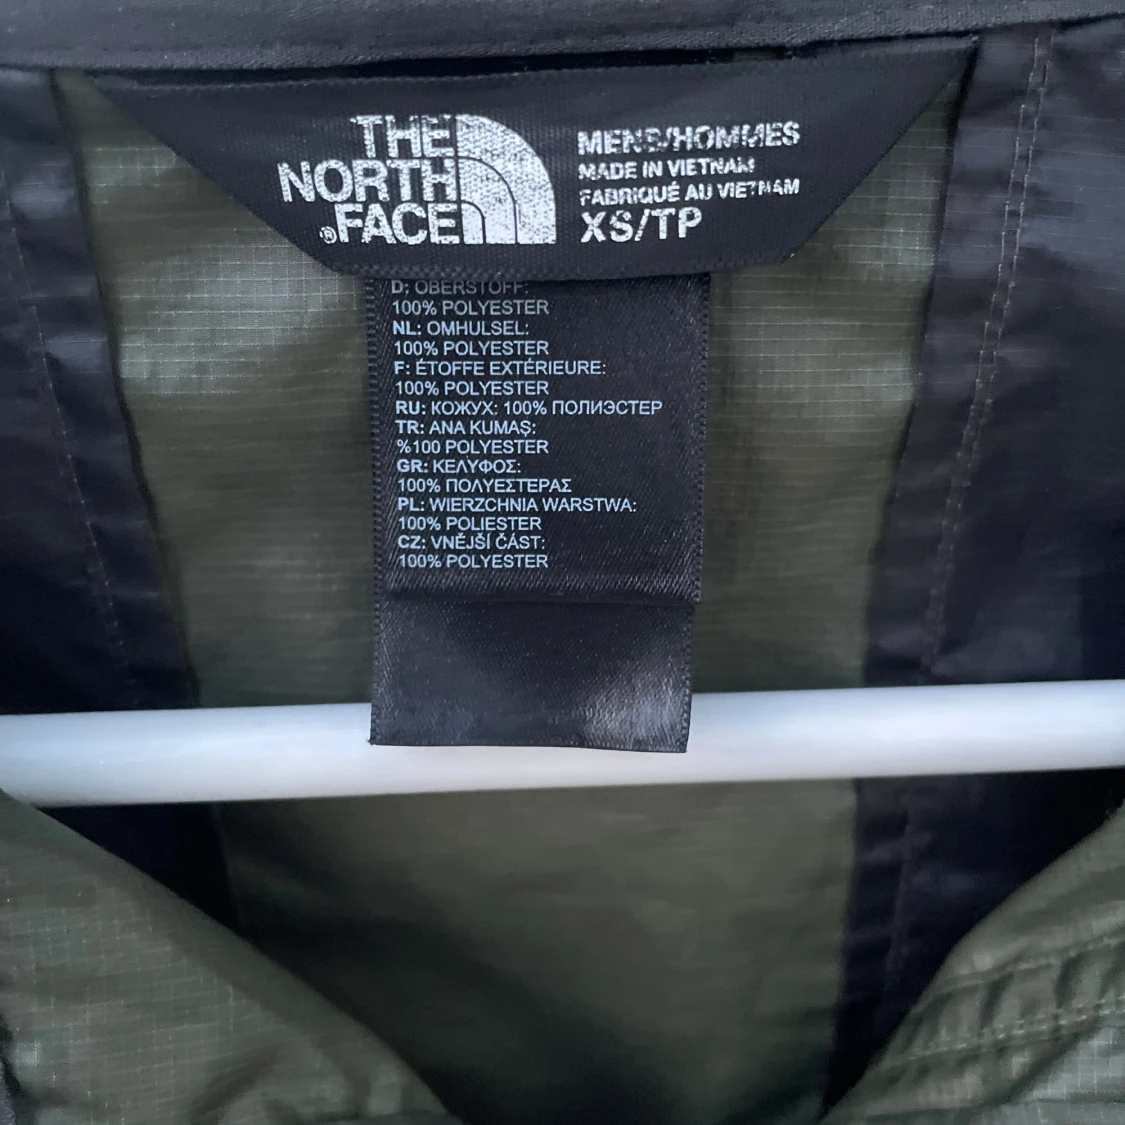 THE
NORTH
FACE
®
MENS/HOMMES
MADE IN VIETNAM
FABRIQUÉ AU VIETNAM
XS/TP
D: OBERSTOFF:
100% POLYESTER
NL: OMHULSEL:
100% POLYESTER
F: ÉTOFFE EXTÉRIEURE:
100% POLYESTER
RU: КОЖУХ: 100% ПОЛИЭСТЕР
TR: ANA KUMAŞ:
%100 POLYESTER
GR: ΚΕΛΥΦΟΣ:
100% ΠΟΛΥΕΣΤΕΡΑΣ
PL: WIERZCHNIA WARSTWA:
100% POLIESTER
CZ: VNĚJŠÍ ČÁST:
100% POLYESTER